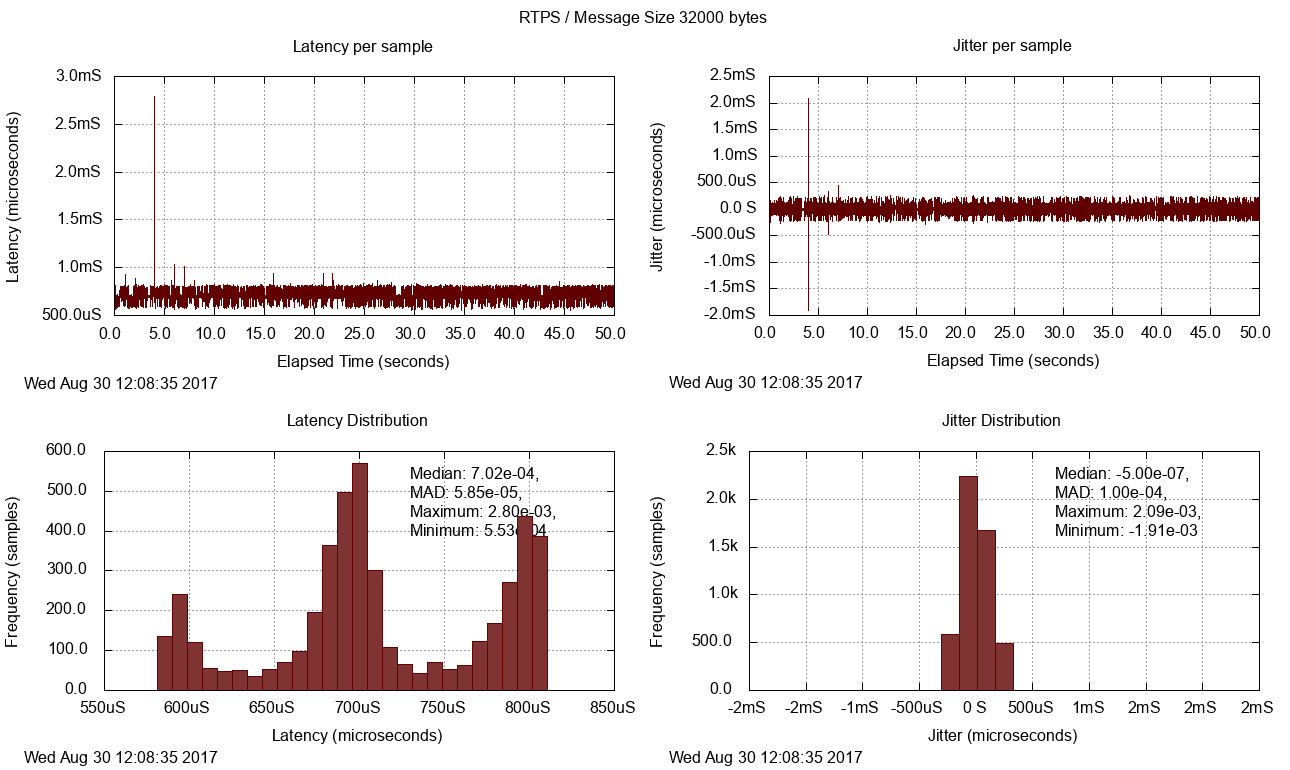 RTPS / Message Size 32000 bytes
Latency per sample
3.0mS
2.5mS
2.0mS
1.5mS
1.0mS
500.0uS
Latency (microseconds)
0.0 5.0 10.0 15.0 20.0 25.0 30.0 35.0 40.0 45.0 50.0
Elapsed Time (seconds)
Wed Aug 30 12:08:35 2017
Jitter per sample
2.5mS
2.0mS
1.5mS
1.0mS
500.0uS
0.0 S
-500.0uS
-1.0mS
-1.5mS
-2.0mS
Jitter (microseconds)
0.0 5.0 10.0 15.0 20.0 25.0 30.0 35.0 40.0 45.0 50.0
Elapsed Time (seconds)
Wed Aug 30 12:08:35 2017
Latency Distribution
600.0
500.0
400.0
300.0
200.0
100.0
0.0
Frequency (samples)
Median: 7.02e-04,
MAD: 5.85e-05,
Maximum: 2.80e-03,
Minimum: 5.53e-04
550uS 600uS 650uS 700uS 750uS 800uS 850uS
Latency (microseconds)
Wed Aug 30 12:08:35 2017
Jitter Distribution
2.5k
2.0k
1.5k
1.0k
500.0
0.0
Frequency (samples)
Median: -5.00e-07,
MAD: 1.00e-04,
Maximum: 2.09e-03,
Minimum: -1.91e-03
-2mS -2mS -1mS -500uS 0 S 500uS 1mS 2mS 2mS 2mS
Jitter (microseconds)
Wed Aug 30 12:08:35 2017